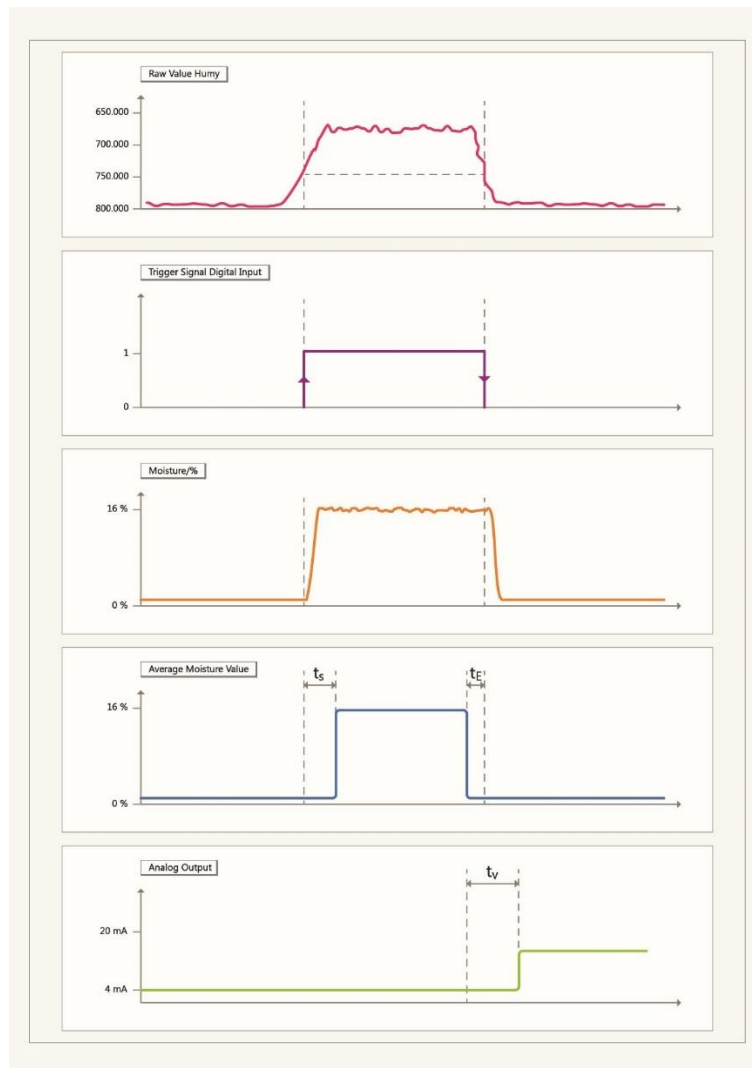 Raw Value Humy
650.000
700.000
750.000
800.000
Trigger Signal Digital Input
1
0
Moisture/%
16 %
0 %
Average Moisture Value
ts
tE
16 %
0 %
Analog Output
tv
20 mA
4 mA